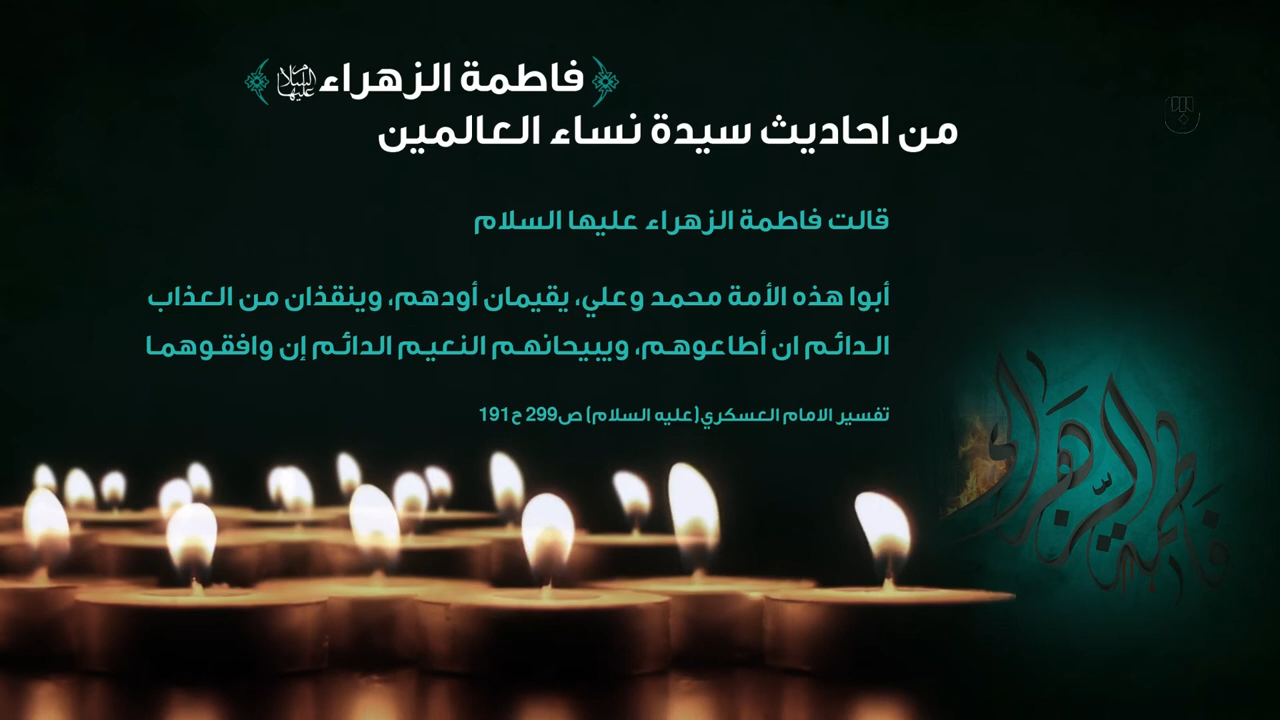 فاطمة الزهراء عليها السلام
من احاديث سيدة نساء العالمين
قالت فاطمة الزهراء عليها السلام
أبوا هذه الأمة محمد وعلي، يقيمان أودهم، وينقذان من العذاب
الدائم ان أطاعوهم، ويبيحانهم النعيم الدائم إن وافقوهما
تفسير الامام العسكري(عليه السلام) ص299 ح191
فاطمة الزهراء